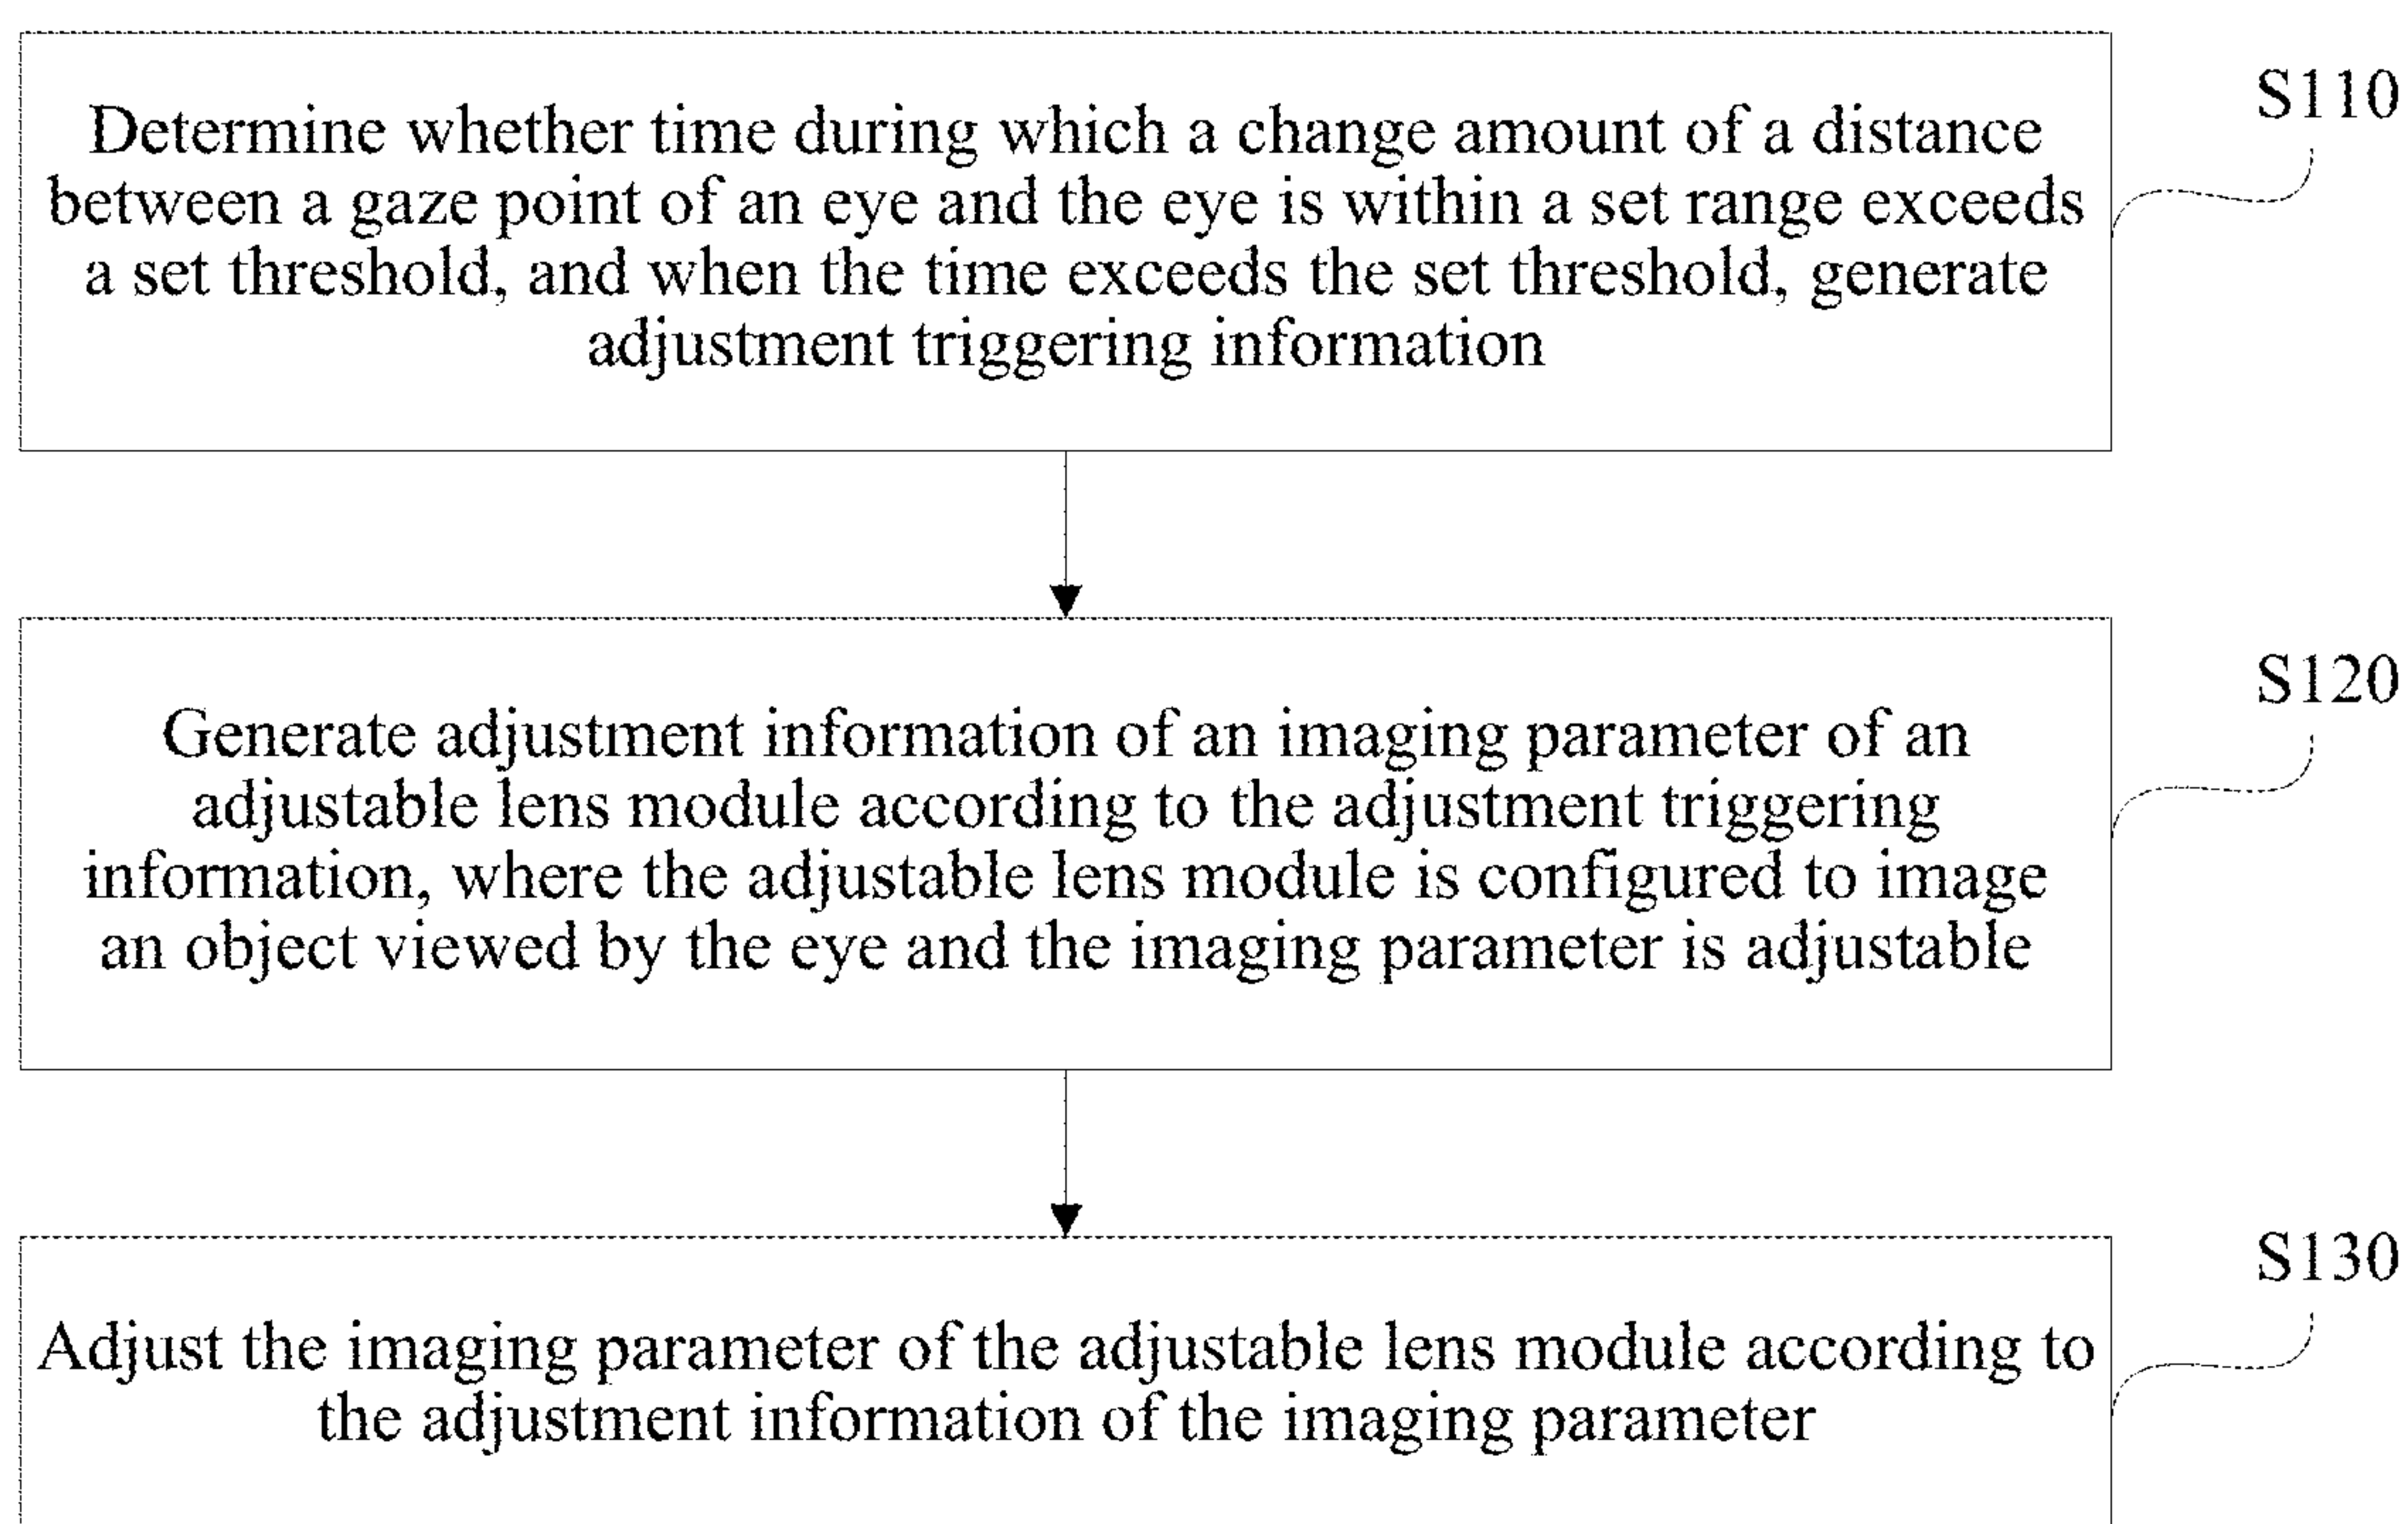 S110
Determine whether time during which a change amount of a distance
between a gaze point of an eye and the eye is within a set range exceeds
a set threshold, and when the time exceeds the set threshold, generate
adjustment triggering information
S120
Generate adjustment information of an imaging parameter of an
adjustable lens module according to the adjustment triggering
information, where the adjustable lens module is configured to image
an object viewed by the eye and the imaging parameter is adjustable
S130
Adjust the imaging parameter of the adjustable lens module according to
the adjustment information of the imaging parameter